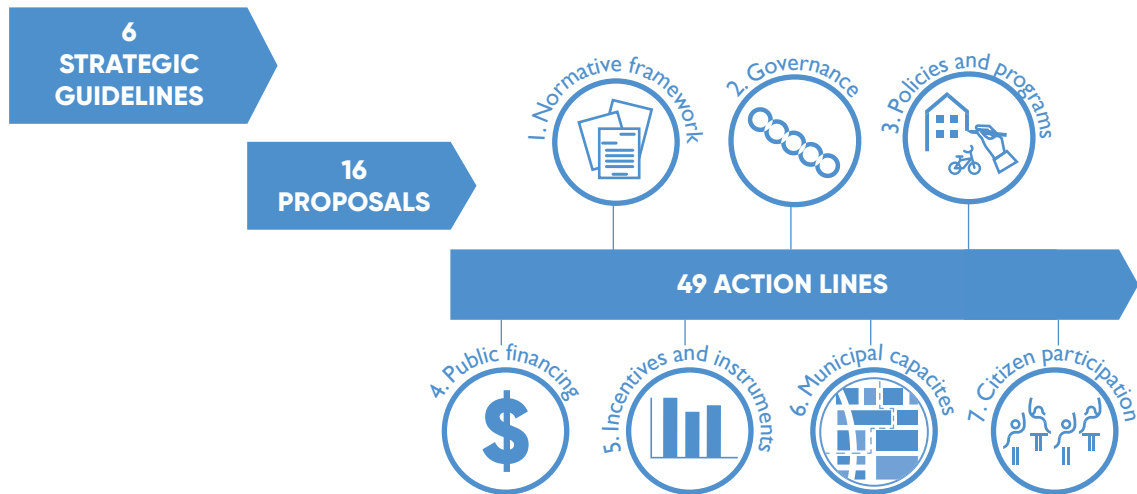 6
STRATEGIC
GUIDELINES
16
PROPOSALS
1. Normative framework
2. Governance
3. Policies and programs
49 ACTION LINES
4. Public financing
5. Incentives and instruments
6. Municipal capacites
7. Citizen participation
$